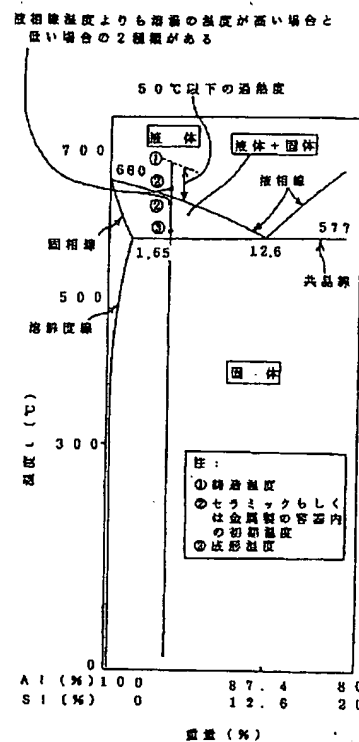 液相線温度よりも溶湯の温度が高い場合と
低い場合の2種類がある
50℃以下の過熱度
液体
液体+固体
700
680
①
②
②
③
液相線
固相線
577
1.65
12.6
共晶線
500
溶解度線
固体
温度 t (℃)
300
注:
①鋳造温度
②セラミックもしく
は金属製の容器内
の初期温度
③成形温度
0
Al(%)100 87.4 80
Si(%) 0 12.6 20
重量(%)